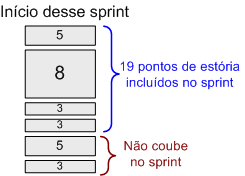 Início desse sprint
5
8
3
3
5
3
19 pontos de estória
incluídos no sprint
Não coube
no sprint